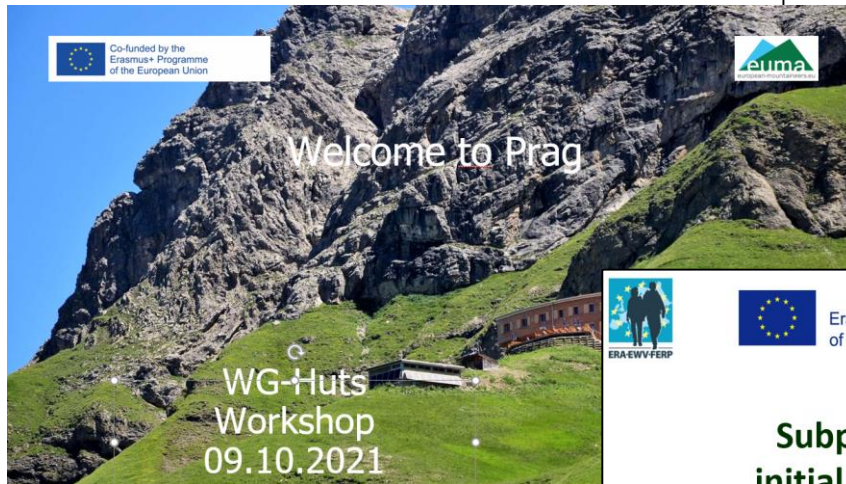 Co-funded by the
Erasmus+ Programme
of the European Union
euma
european-mountaineers.eu
Welcome to Prag
WG-Huts
Workshop
09.10.2021
ERA-EWV-FERP
of